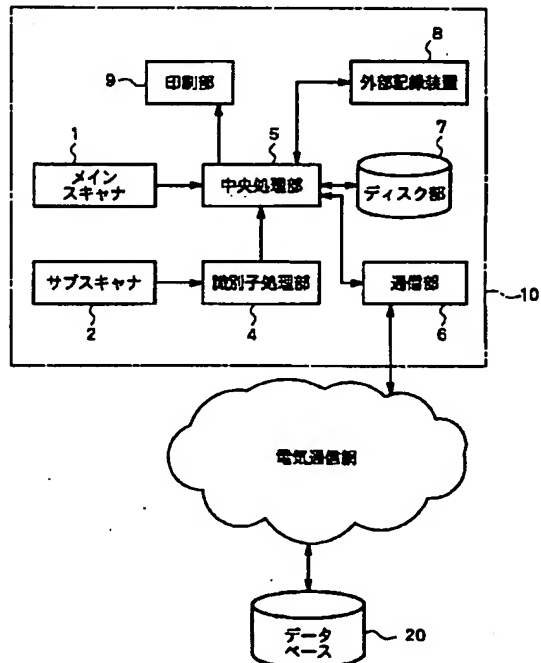 8
9
印刷部
外部記録装置
1
5
7
メイン
スキャナ
中央処理部
ディスク部
サブスキャナ
識別子処理部
通信部
10
2
4
6
電気通信網
データ
ベース
20